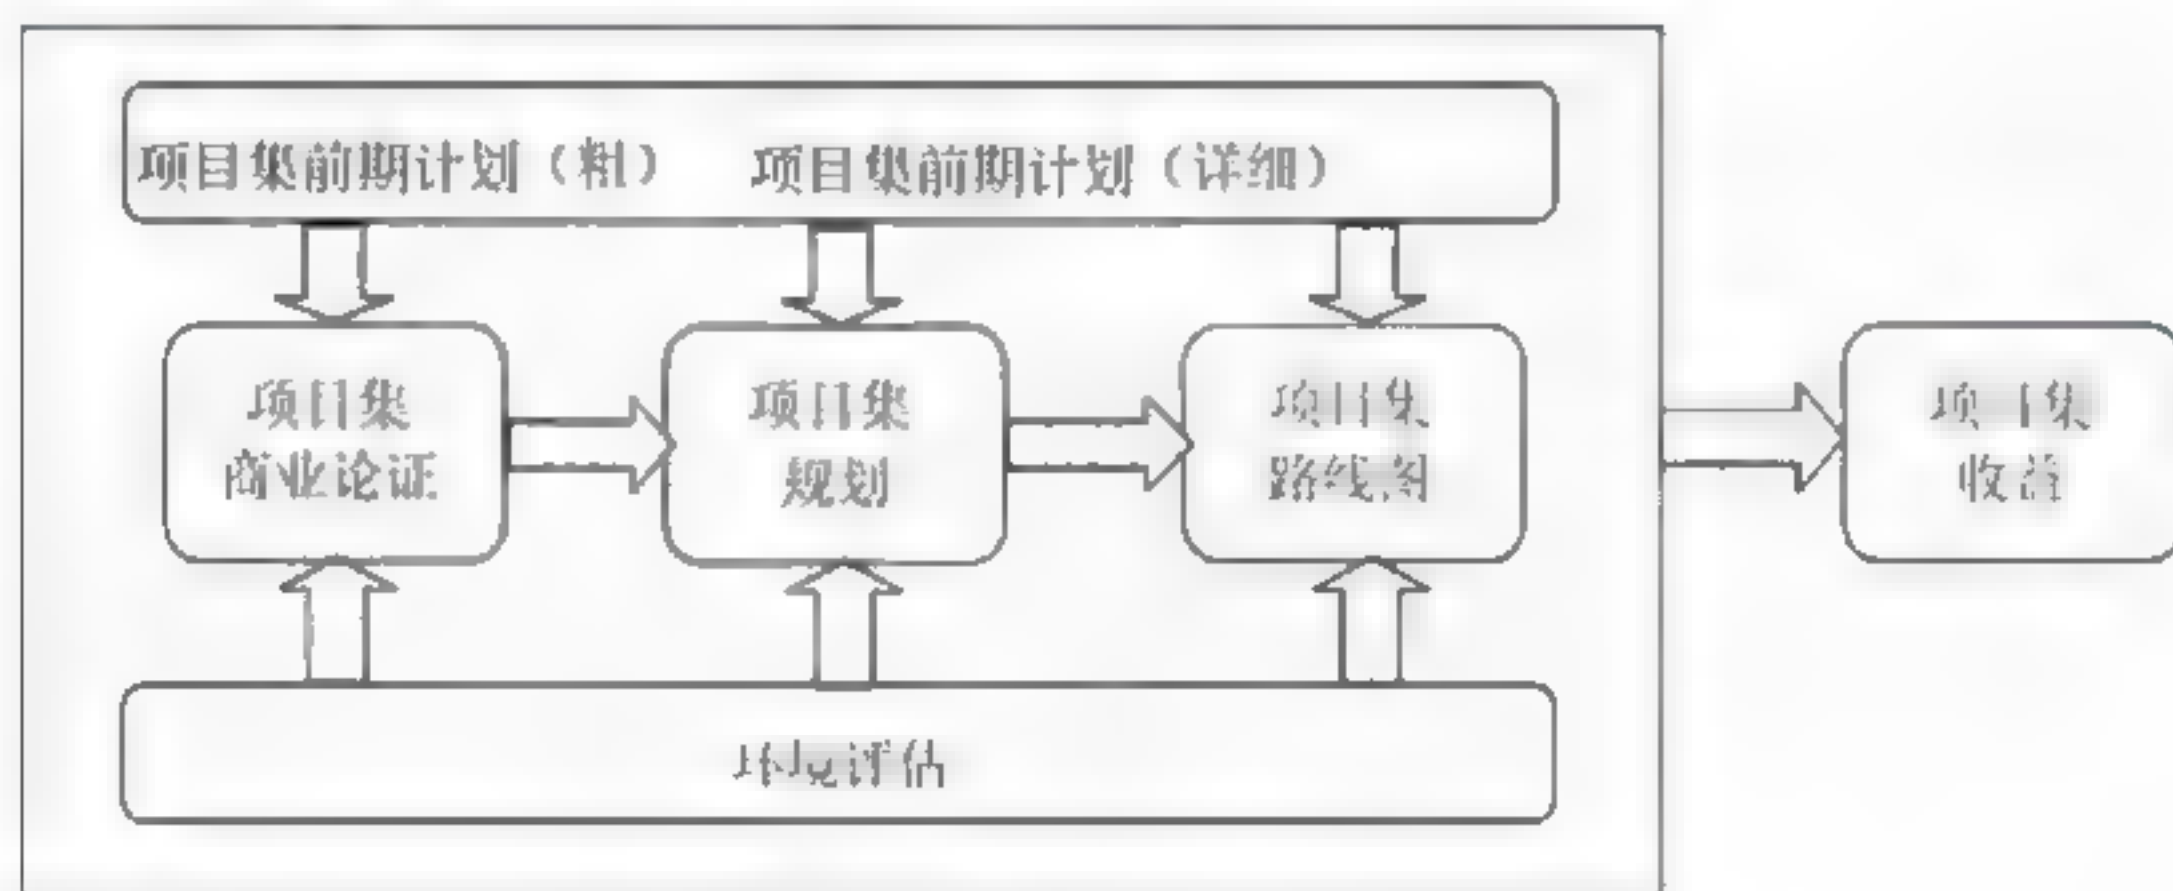 项目集前期计划（粗） 项目集前期计划（详细）
项目集
商业论证
项目集
规划
项目集
路线图
项目集
收益
环境评估